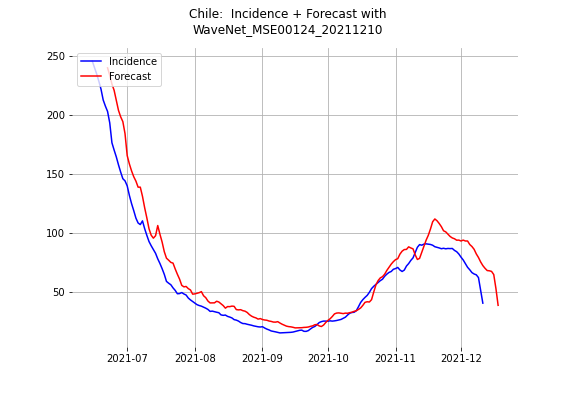 Chile:  Incidence + Forecast with
WaveNet_MSE00124_20211210
250
200
150
100
50
Incidence
Forecast
2021-07
2021-08
2021-09
2021-10
2021-11
2021-12